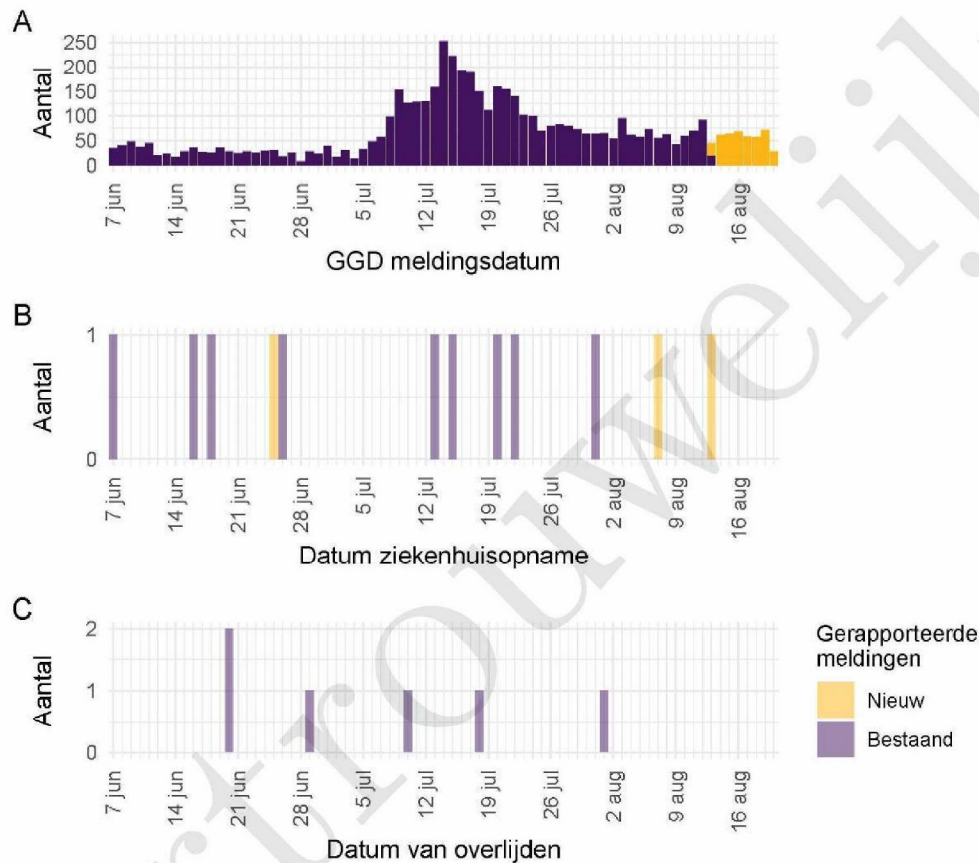 A
Aantal
250
200
150
100
50
0
7 jun
14 jun
21 jun
28 jun
5 jul
12 jul
19 jul
26 jul
2 aug
9 aug
16 aug
GGD meldingsdatum
B
Aantal
1
0
7 jun
14 jun
21 jun
28 jun
5 jul
12 jul
19 jul
26 jul
2 aug
9 aug
16 aug
Datum ziekenhuisopname
C
Aantal
2
1
0
7 jun
14 jun
21 jun
28 jun
5 jul
12 jul
19 jul
26 jul
2 aug
9 aug
16 aug
Datum van overlijden
Gerapporteerde
meldingen
Nieuw
Bestaand